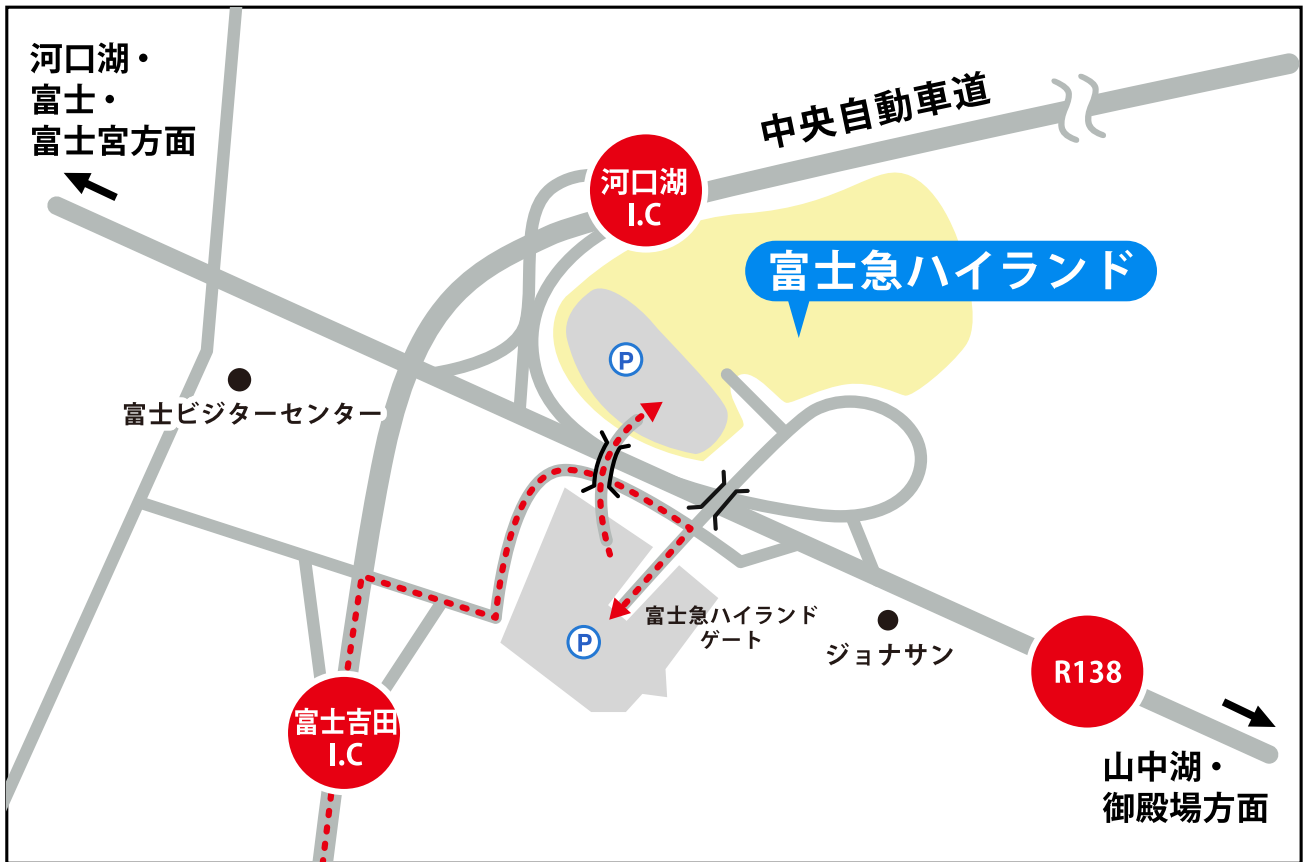 河口湖・
富士・
富士宮方面
中央自動車道
河口湖
I.C
富士急ハイランド
P
富士ビジターセンター
富士急ハイランド
ゲート
P
ジョナサン
R138
富士吉田
I.C
山中湖・
御殿場方面